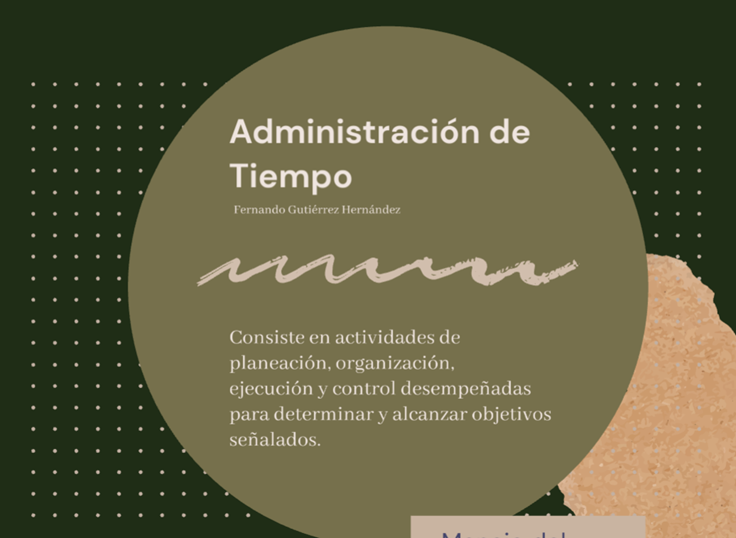 Administración de
Tiempo
Fernando Gutiérrez Hernández
Consiste en actividades de
planeación, organización,
ejecución y control desempeñadas
para determinar y alcanzar objetivos
señalados.